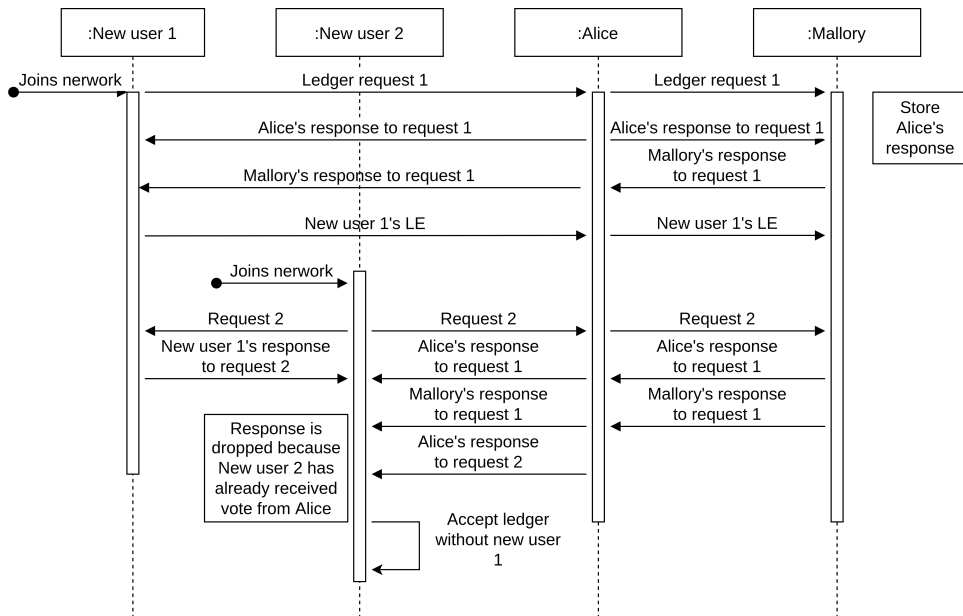 :New user 1
:New user 2
:Alice
:Mallory
Joins nerwork
Ledger request 1
Ledger request 1
Store
Alice's
response
Alice's response to request 1
Alice's response to request 1
Mallory's response
to request 1
Mallory's response to request 1
New user 1's LE
New user 1's LE
Joins nerwork
Request 2
Request 2
Request 2
New user 1's response
to request 2
Alice's response
to request 1
Alice's response
to request 1
Mallory's response
to request 1
Mallory's response
to request 1
Response is
dropped because
New user 2 has
already received
vote from Alice
Alice's response
to request 2
Accept ledger
without new user
1